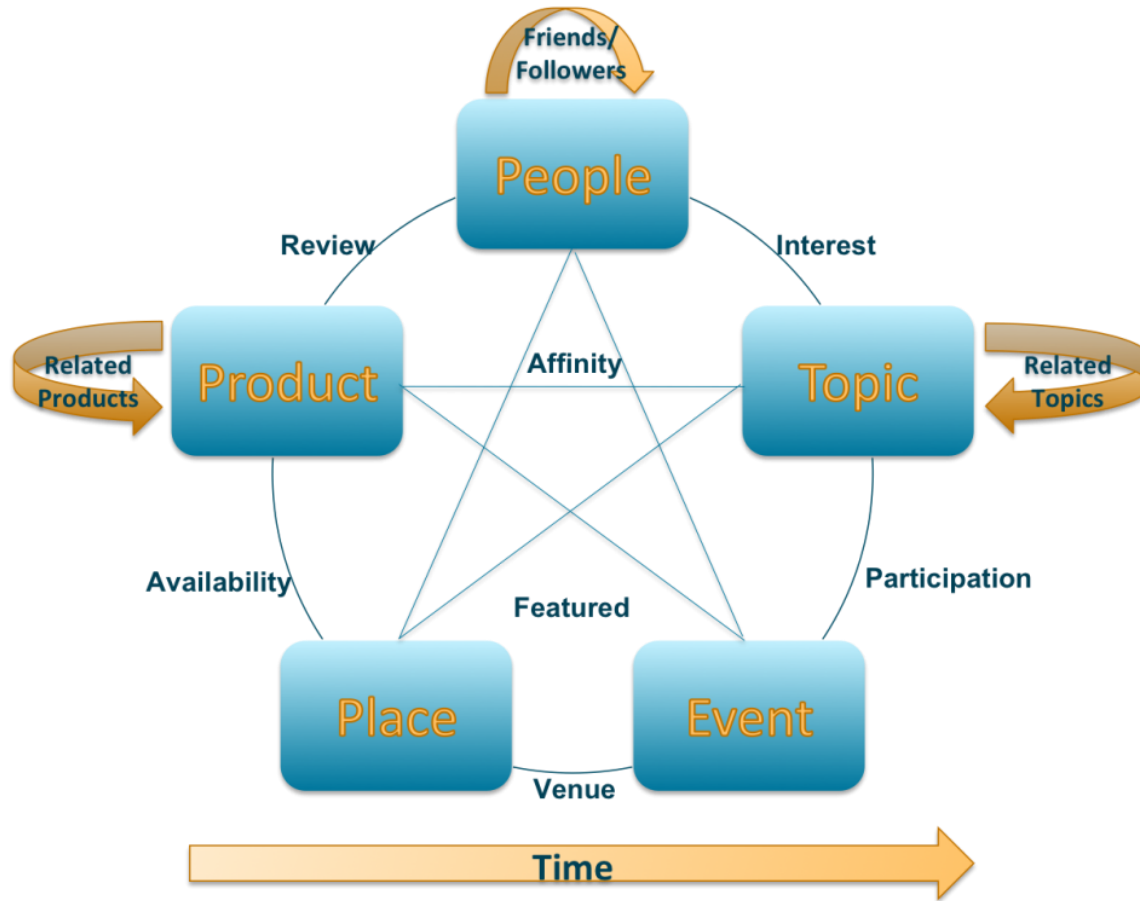 Friends/
Followers
People
Review
Interest
Related
Products
Product
Affinity
Topic
Related
Topics
Availability
Featured
Participation
Place
Event
Venue
Time